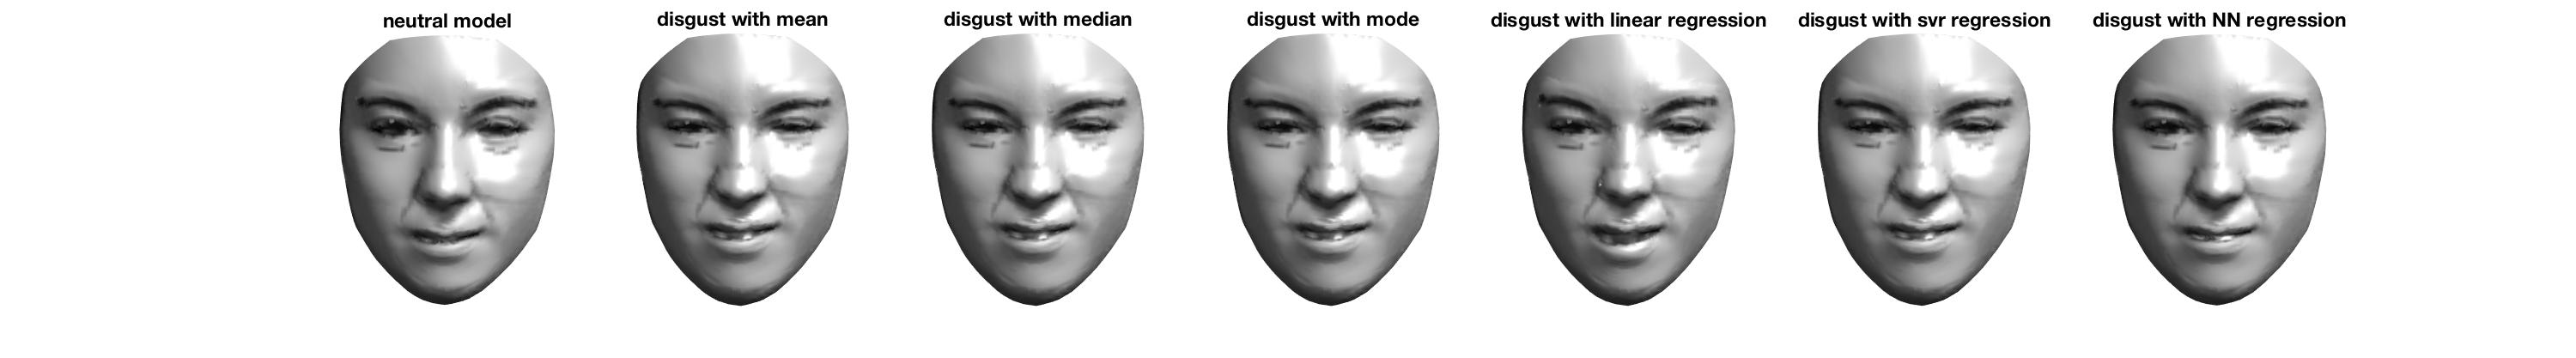 neutral model
disgust with mean
disgust with median
disgust with mode
disgust with linear regression
disgust with svr regression
disgust with NN regression